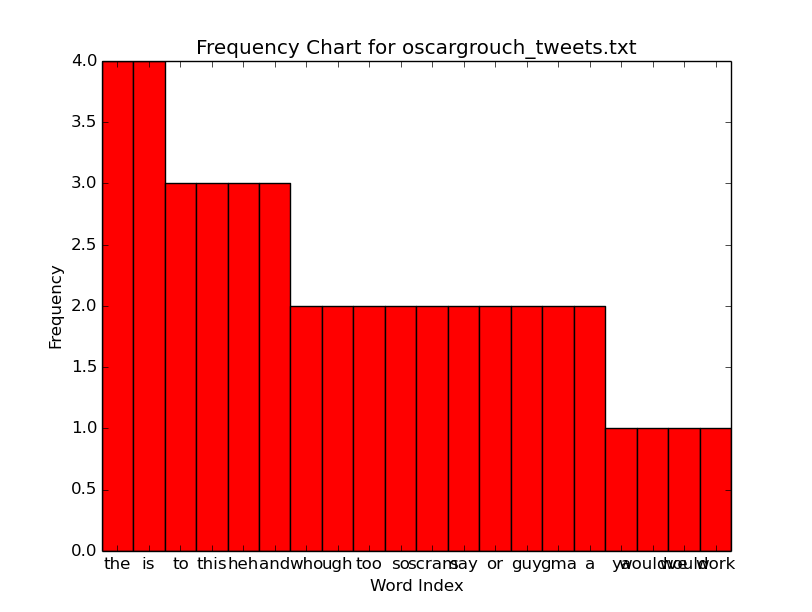 Frequency Chart for oscargrouch_tweets.txt
4.0
3.5
3.0
2.5
2.0
1.5
1.0
0.5
0.0
Frequency
the is to this heh and who ugh too so scram say or guy gma a ya wouldve would work
Word Index